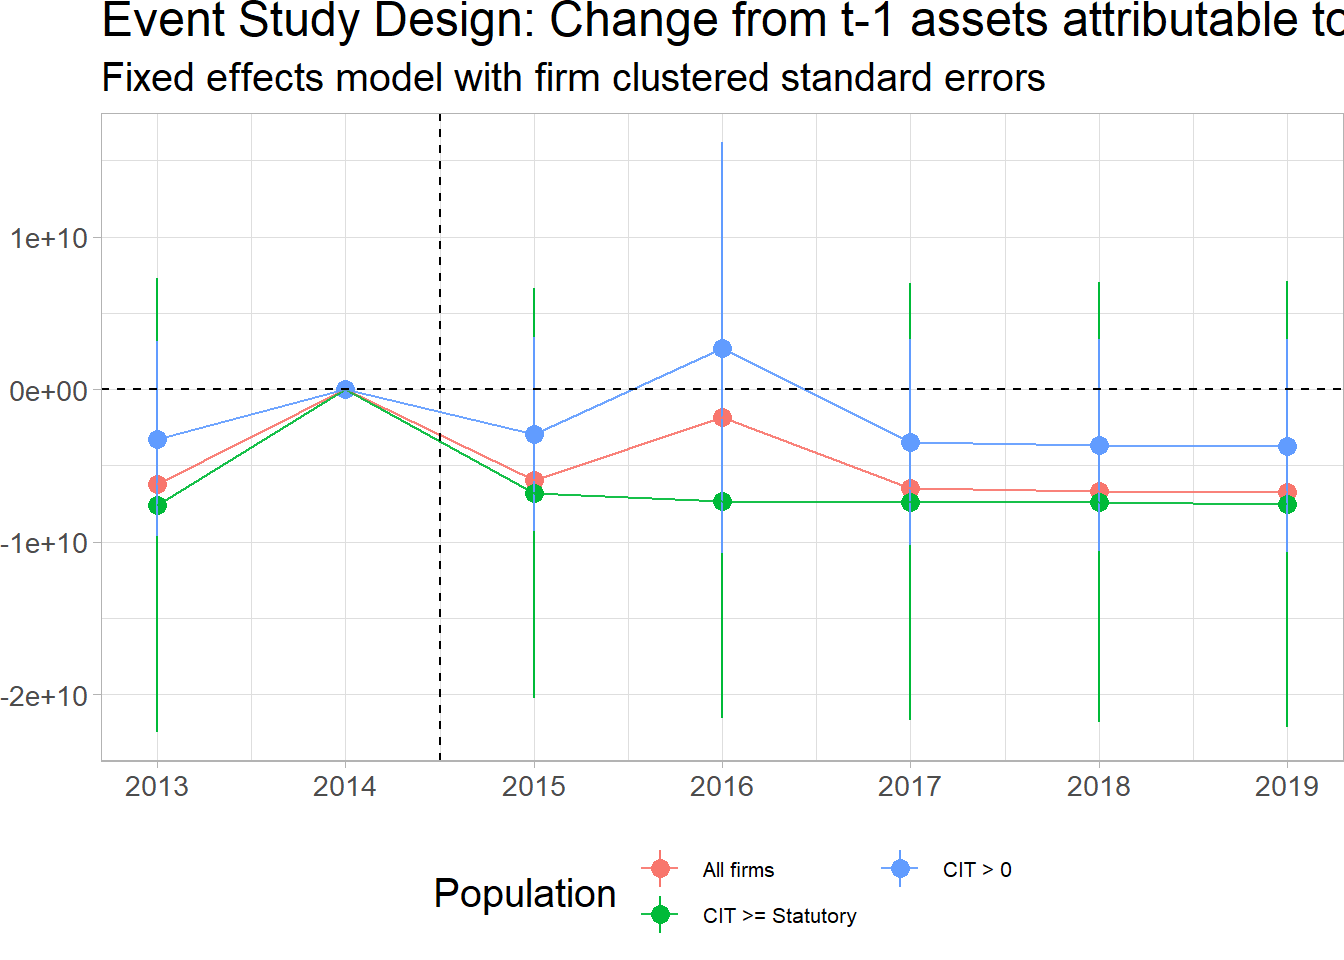 Event Study Design: Change from t-1 assets attributable to
Fixed effects model with firm clustered standard errors
1e+10
0e+00
-1e+10
-2e+10
2013 2014 2015 2016 2017 2018 2019
Population
All firms
CIT >= Statutory
CIT > 0